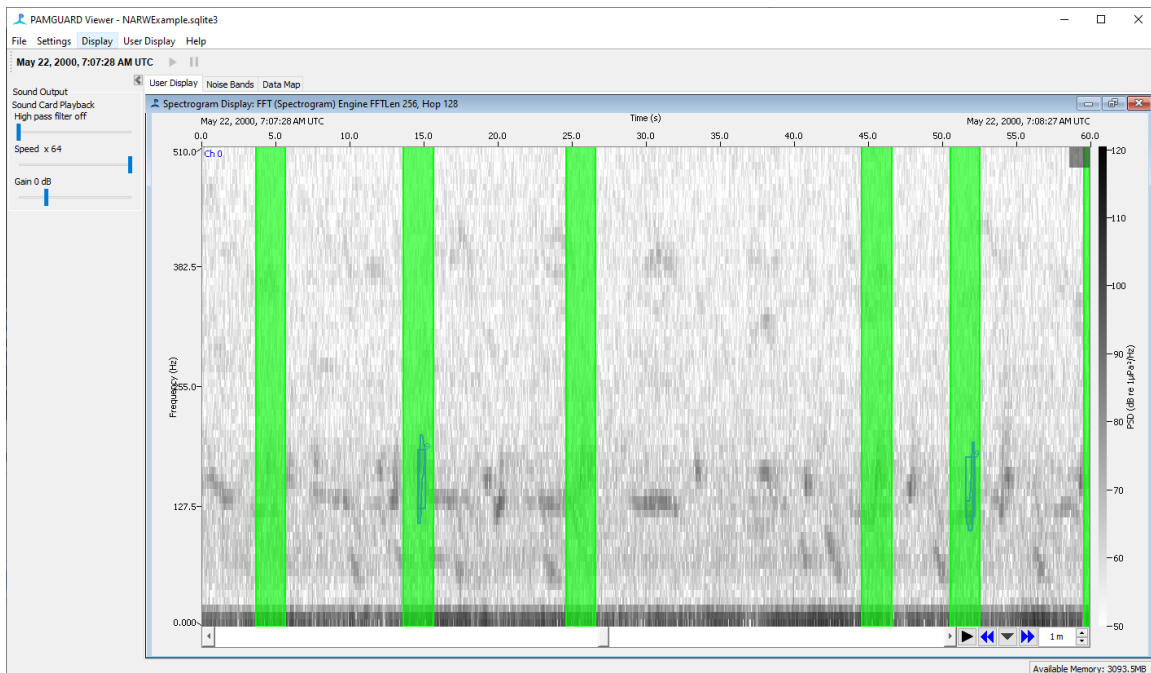 PAMGUARD Viewer - NARWExample.sqlite3
File Settings Display User Display Help
May 22, 2000, 7:07:28 AM UTC
User Display Noise Bands Data Map
Sound Output
Sound Card Playback
High pass filter off
Speed x 64
Gain 0 dB
Spectrogram Display: FFT (Spectrogram) Engine FFTLen 256, Hop 128
May 22, 2000, 7:07:28 AM UTC Time (s) May 22, 2000, 7:08:27 AM UTC
0.0 5.0 10.0 15.0 20.0 25.0 30.0 35.0 40.0 45.0 50.0 55.0 60.0
Ch 0
510.0
382.5
255.0
127.5
0.000
Frequency (Hz)
120
110
100
90
80
70
60
50
PSD (dB re 1µPa²/Hz)
1 m
Available Memory: 3093.5MB